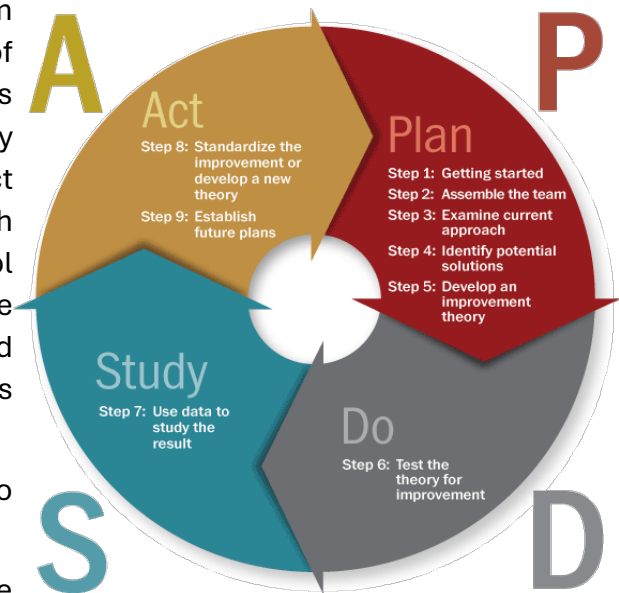 A
P
Act
Step 8: Standardize the
improvement or
develop a new
theory
Step 9: Establish
future plans
Plan
Step 1: Getting started
Step 2: Assemble the team
Step 3: Examine current
approach
Step 4: Identify potential
solutions
Step 5: Develop an
improvement
theory
Study
Step 7: Use data to
study the
result
Do
Step 6: Test the
theory for
improvement
S
D